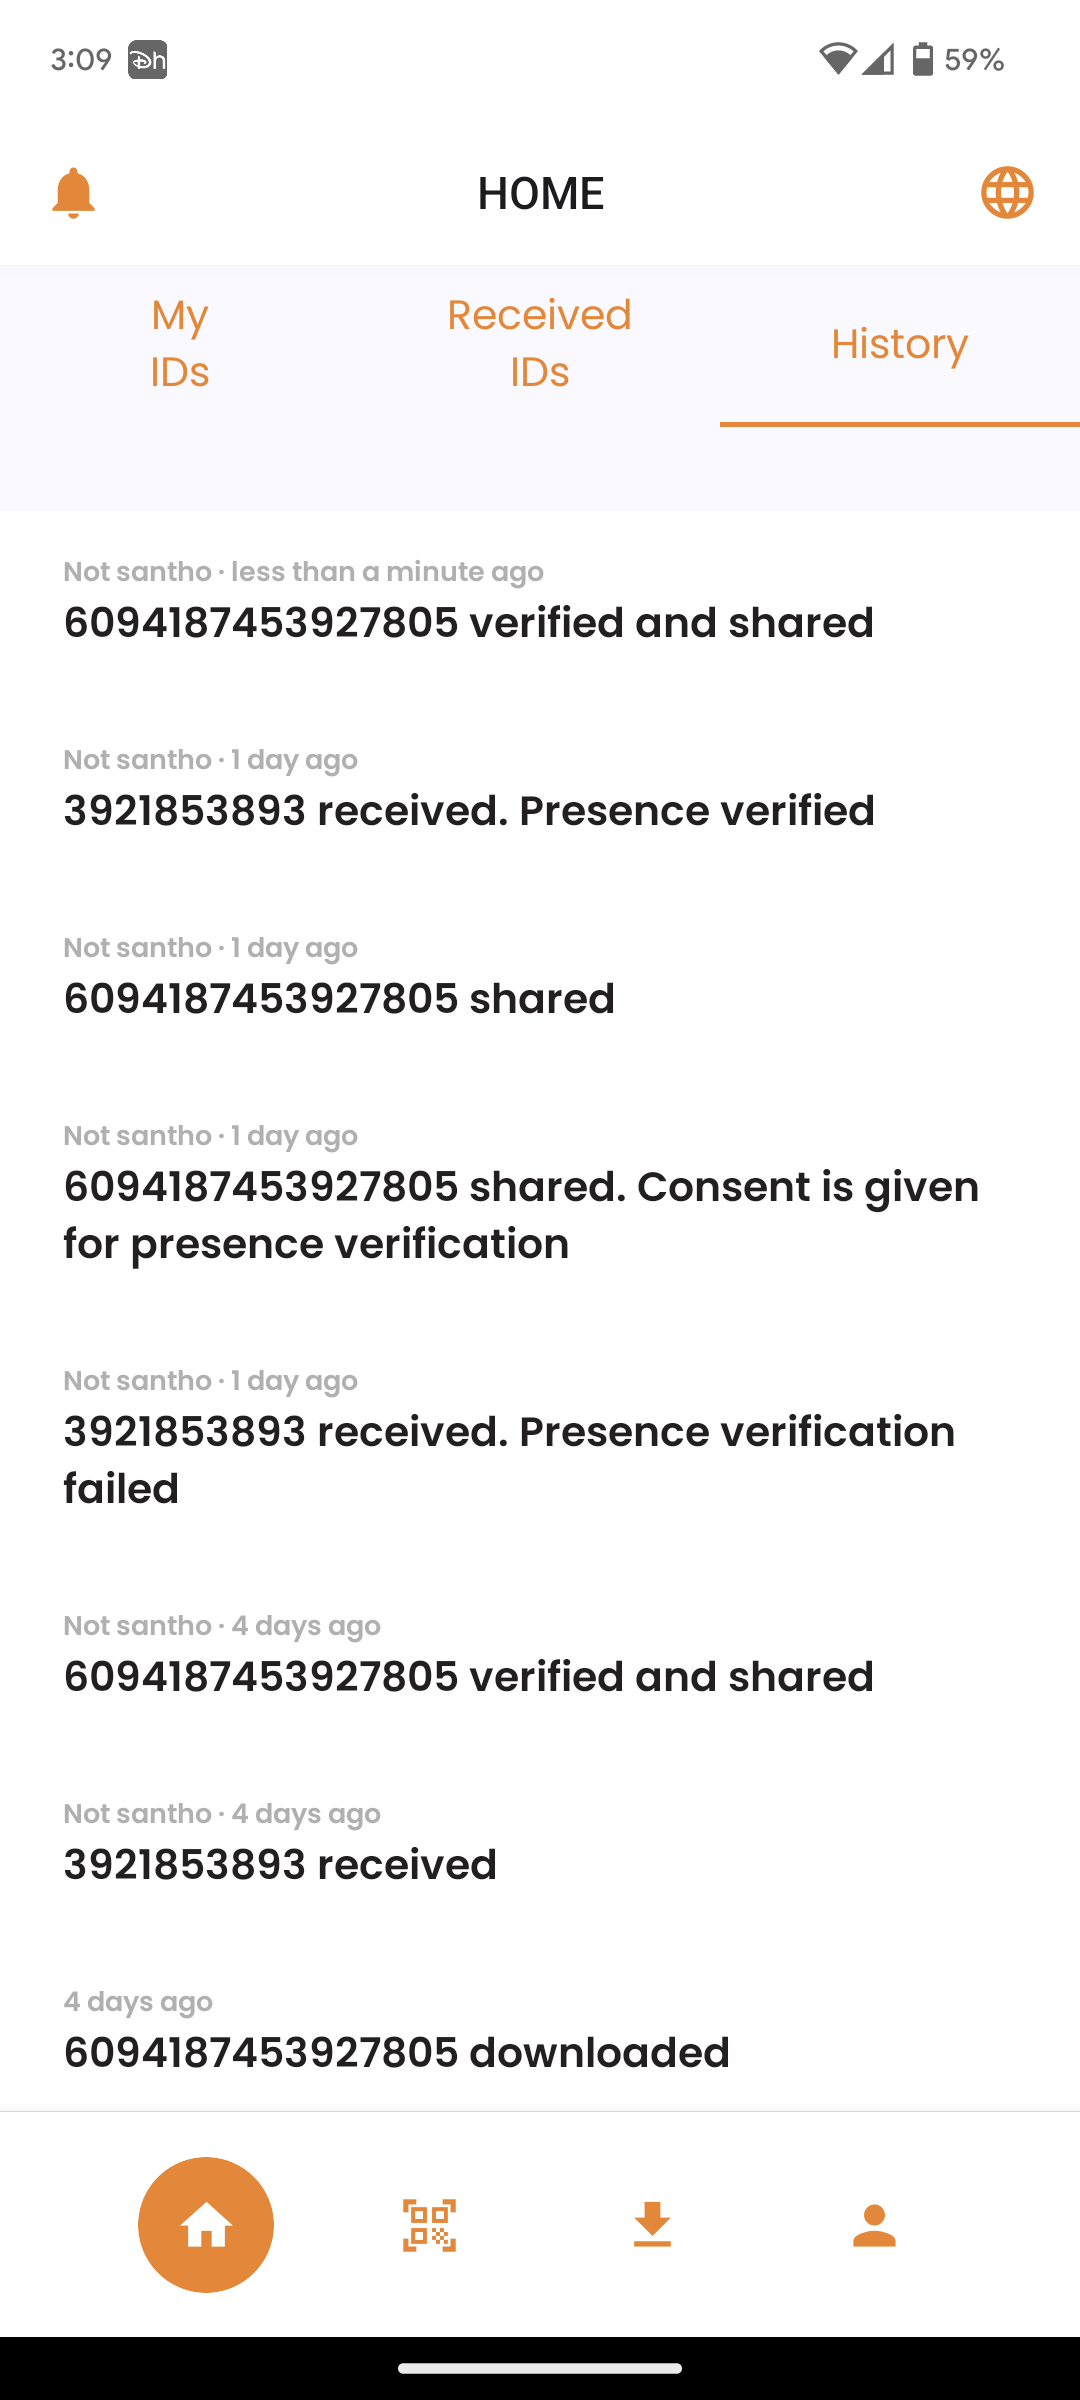 3:09
59%
HOME
My
IDs
Received
IDs
History
Not santho · less than a minute ago
6094187453927805 verified and shared
Not santho · 1 day ago
3921853893 received. Presence verified
Not santho · 1 day ago
6094187453927805 shared
Not santho · 1 day ago
6094187453927805 shared. Consent is given
for presence verification
Not santho · 1 day ago
3921853893 received. Presence verification
failed
Not santho · 4 days ago
6094187453927805 verified and shared
Not santho · 4 days ago
3921853893 received
4 days ago
6094187453927805 downloaded